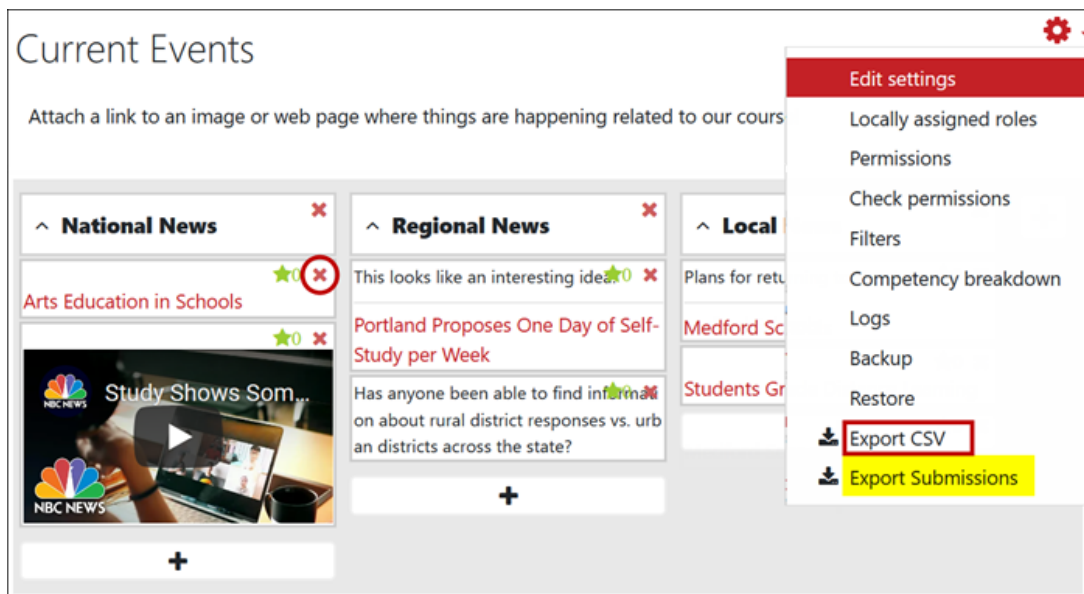 Current Events
Attach a link to an image or web page where things are happening related to our cours
National News
0
Arts Education in Schools
0
NBC NEWS
Study Shows Som...
NBC NEWS
Regional News
This looks like an interesting idea. 0
Portland Proposes One Day of Self-
Study per Week
Has anyone been able to find informati
on about rural district responses vs. urb
an districts across the state?
Local
Plans for retu
Medford Sc
Students Gr
Edit settings
Locally assigned roles
Permissions
Check permissions
Filters
Competency breakdown
Logs
Backup
Restore
Export CSV
Export Submissions